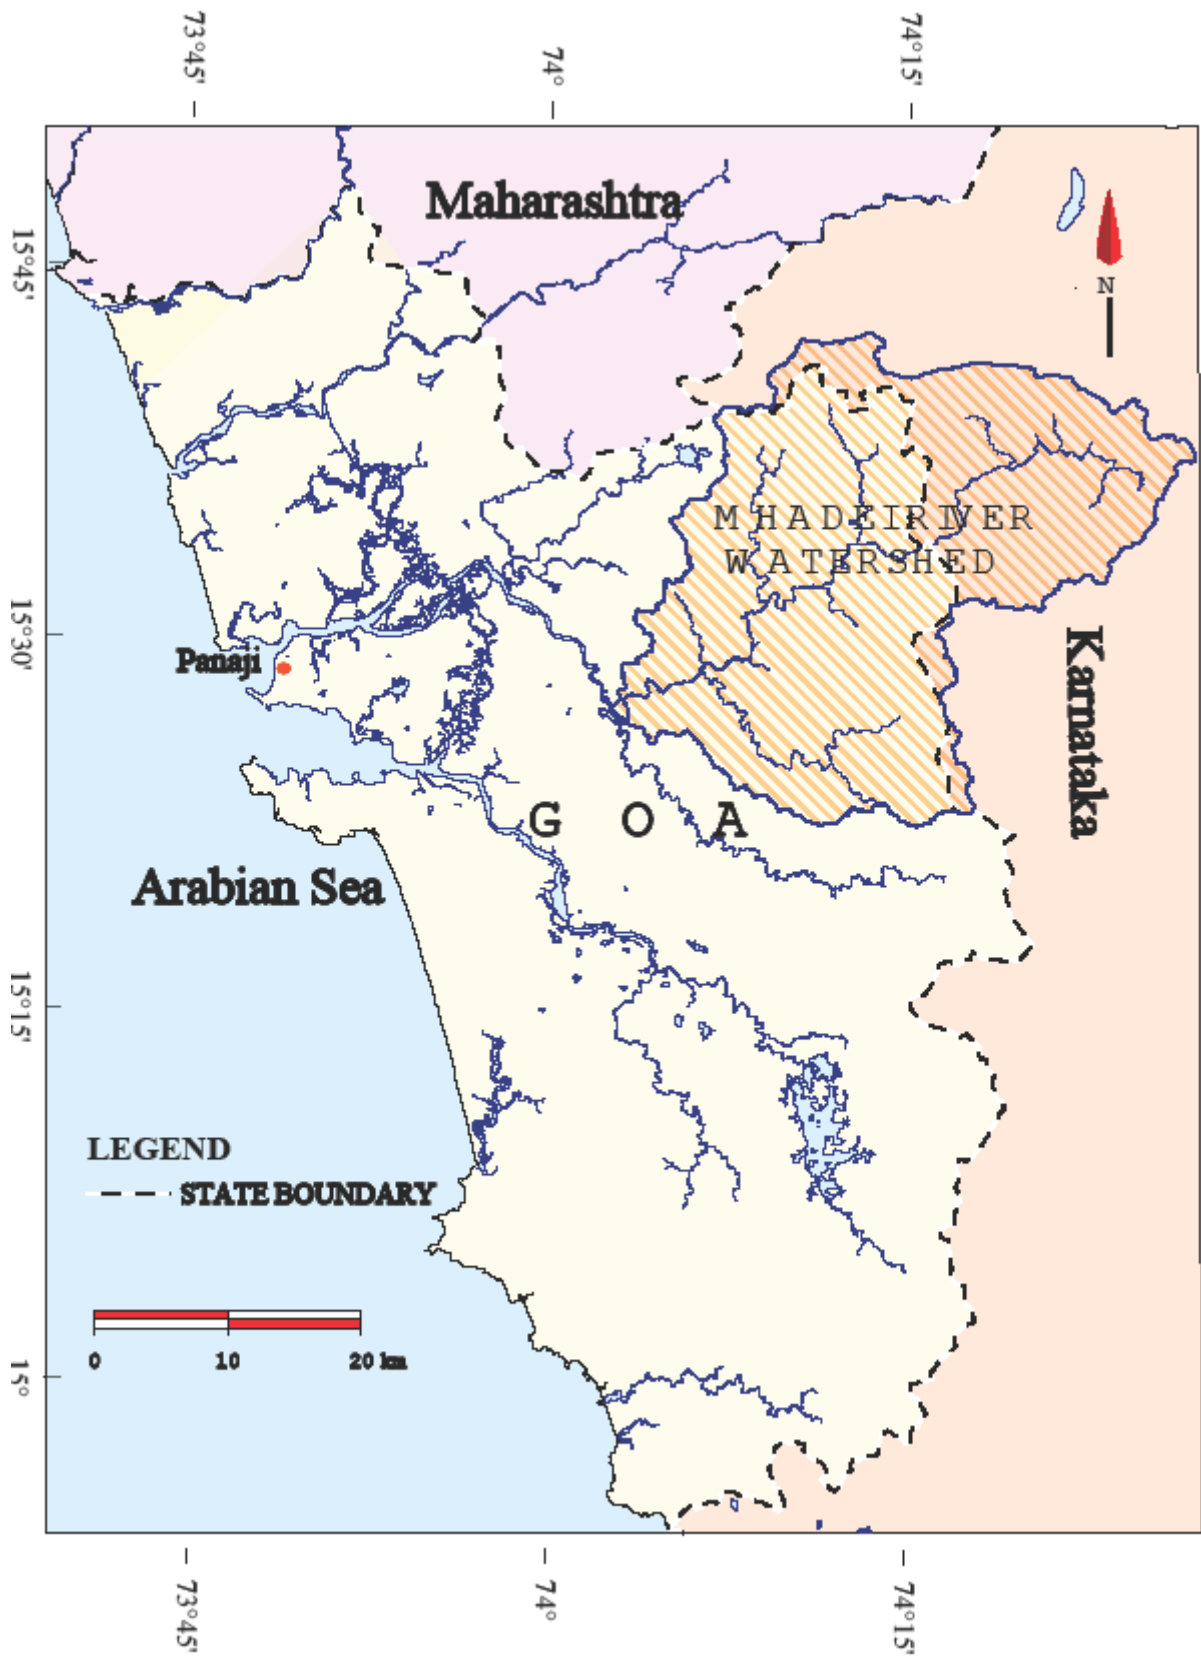 73°45'
74°
74°15'
Maharashtra
N
15°45'
MHADEI RIVER
WATERSHED
15°30'
Panaji
Karnataka
G O A
Arabian Sea
15°15'
LEGEND
STATE BOUNDARY
0 10 20 km
15°
73°45'
74°
74°15'